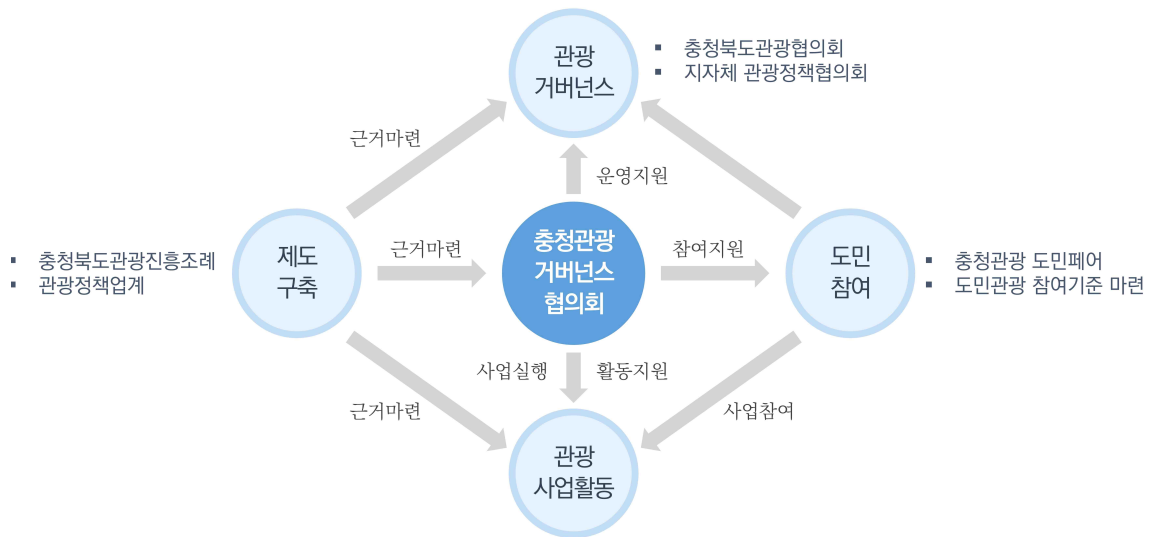 관광
거버넌스
▪ 충청북도관광협의회
▪ 지자체 관광정책협의회
근거마련
운영지원
제도
구축
▪ 충청북도관광진흥조례
▪ 관광정책업계
근거마련
충청관광
거버넌스
협의회
참여지원
도민
참여
▪ 충청관광 도민페어
▪ 도민관광 참여기준 마련
사업실행
활동지원
근거마련
사업참여
관광
사업활동